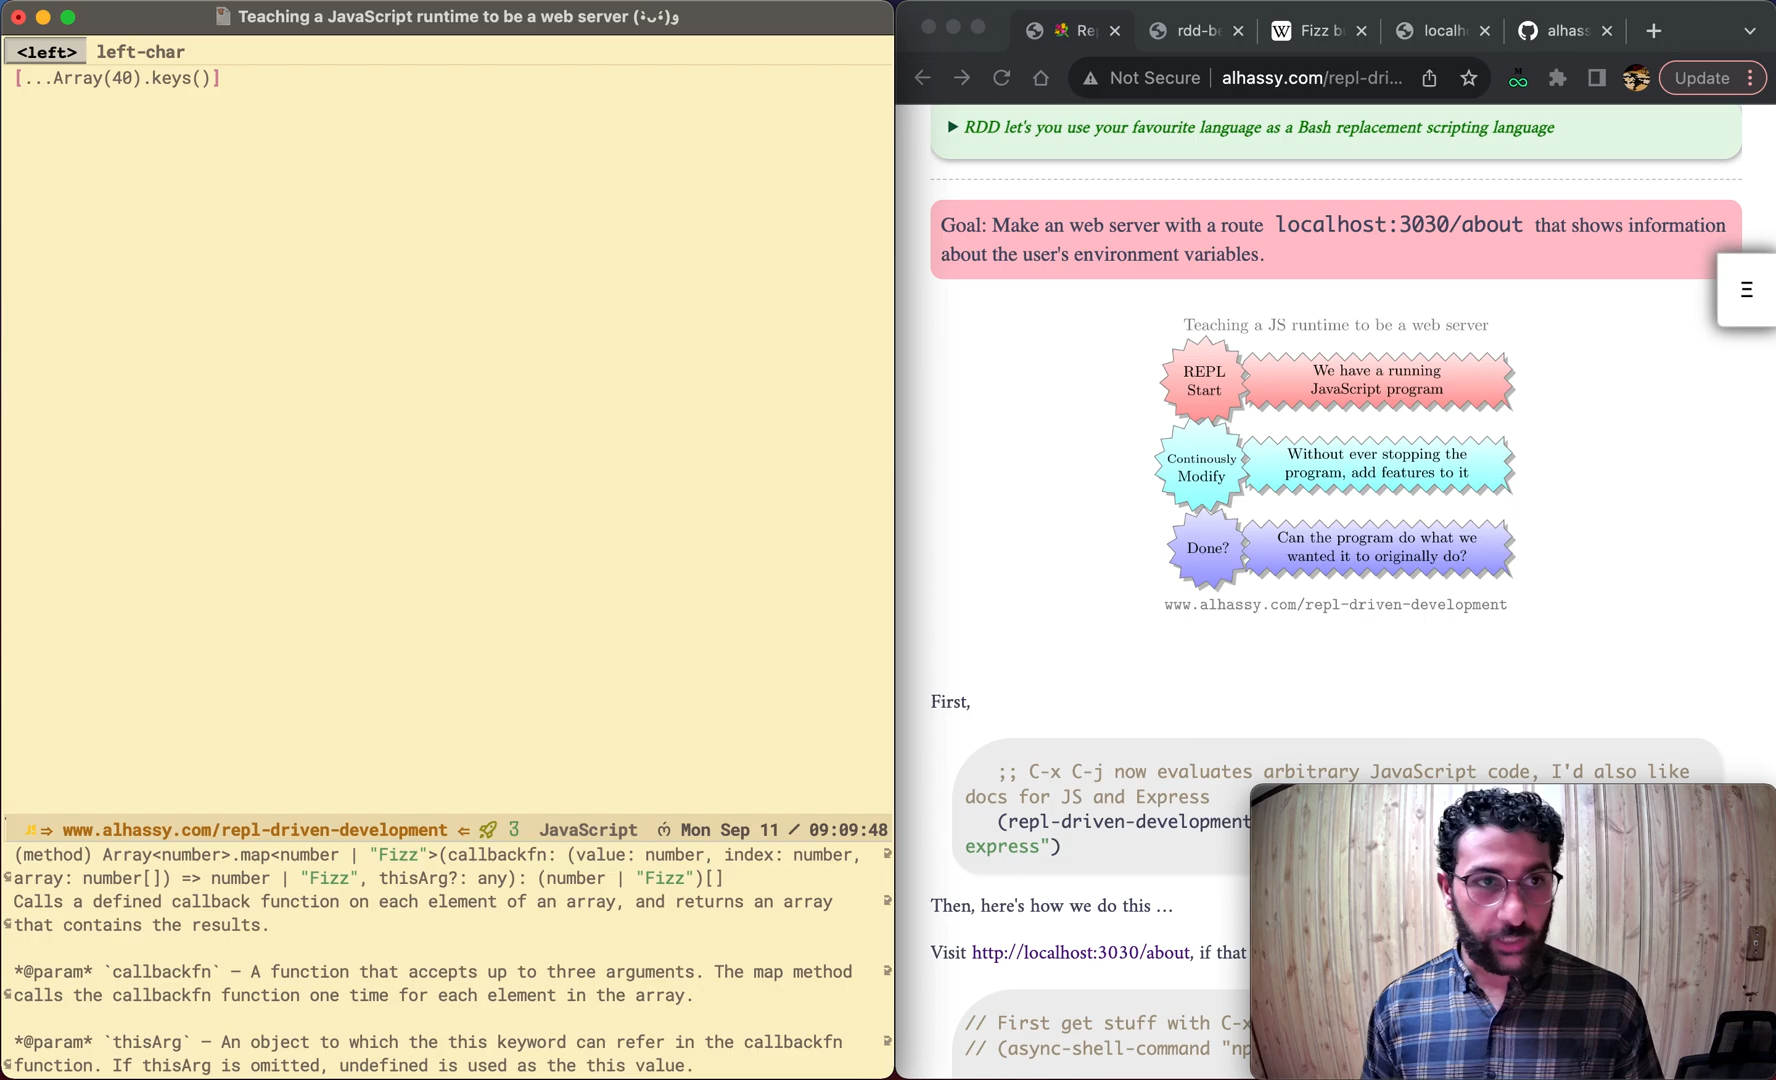 Teaching a JavaScript runtime to be a web server (•̀ᴗ•́)و
<left> left-char
[...Array(40).keys()]
⇒ www.alhassy.com/repl-driven-development ⇐ 🚀 3 JavaScript Mon Sep 11 / 09:09:48
(method) Array<number>.map<number | "Fizz">(callbackfn: (value: number, index: number,
array: number[]) => number | "Fizz", thisArg?: any): (number | "Fizz")[]
Calls a defined callback function on each element of an array, and returns an array
that contains the results.
*@param* `callbackfn` — A function that accepts up to three arguments. The map method
calls the callbackfn function one time for each element in the array.
*@param* `thisArg` — An object to which the this keyword can refer in the callbackfn
function. If thisArg is omitted, undefined is used as the this value.
Re
rdd-be
W Fizz b
localh
alhass
Not Secure | alhassy.com/repl-dri...
Update
▶ RDD let's you use your favourite language as a Bash replacement scripting language
Goal: Make an web server with a route localhost:3030/about that shows information
about the user's environment variables.
Teaching a JS runtime to be a web server
REPL
Start
We have a running
JavaScript program
Continously
Modify
Without ever stopping the
program, add features to it
Done?
Can the program do what we
wanted it to originally do?
www.alhassy.com/repl-driven-development
First,
;; C-x C-j now evaluates arbitrary JavaScript code, I'd also like
docs for JS and Express
(repl-driven-development
express")
Then, here's how we do this …
Visit http://localhost:3030/about, if that
// First get stuff with C-x
// (async-shell-command "np